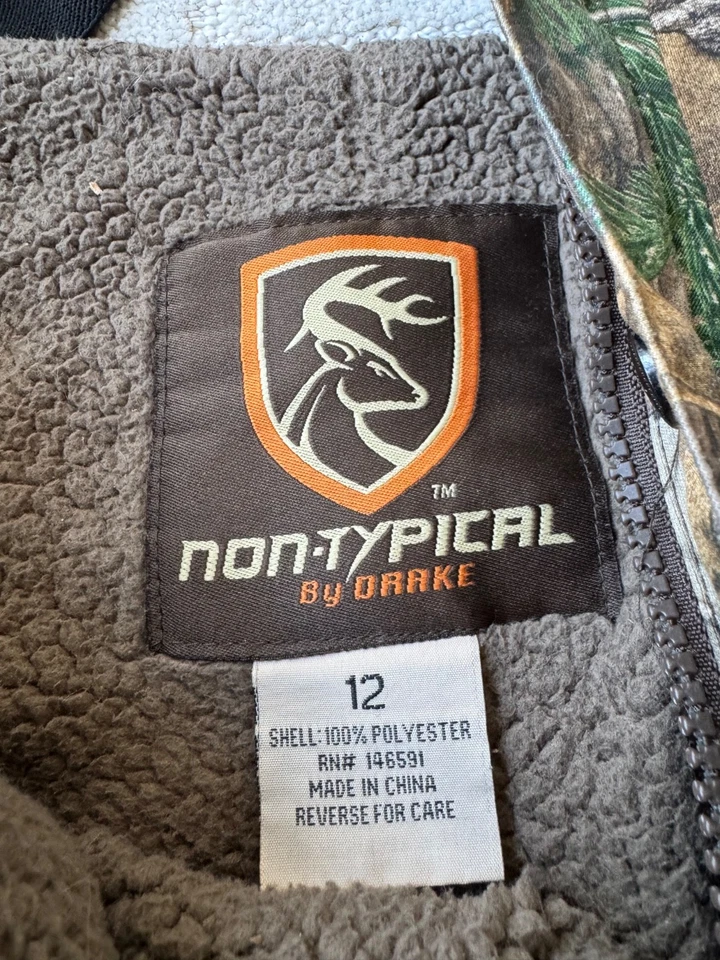 TM
NON-TYPICAL
By DRAKE
12
SHELL: 100% POLYESTER
RN# 146591
MADE IN CHINA
REVERSE FOR CARE